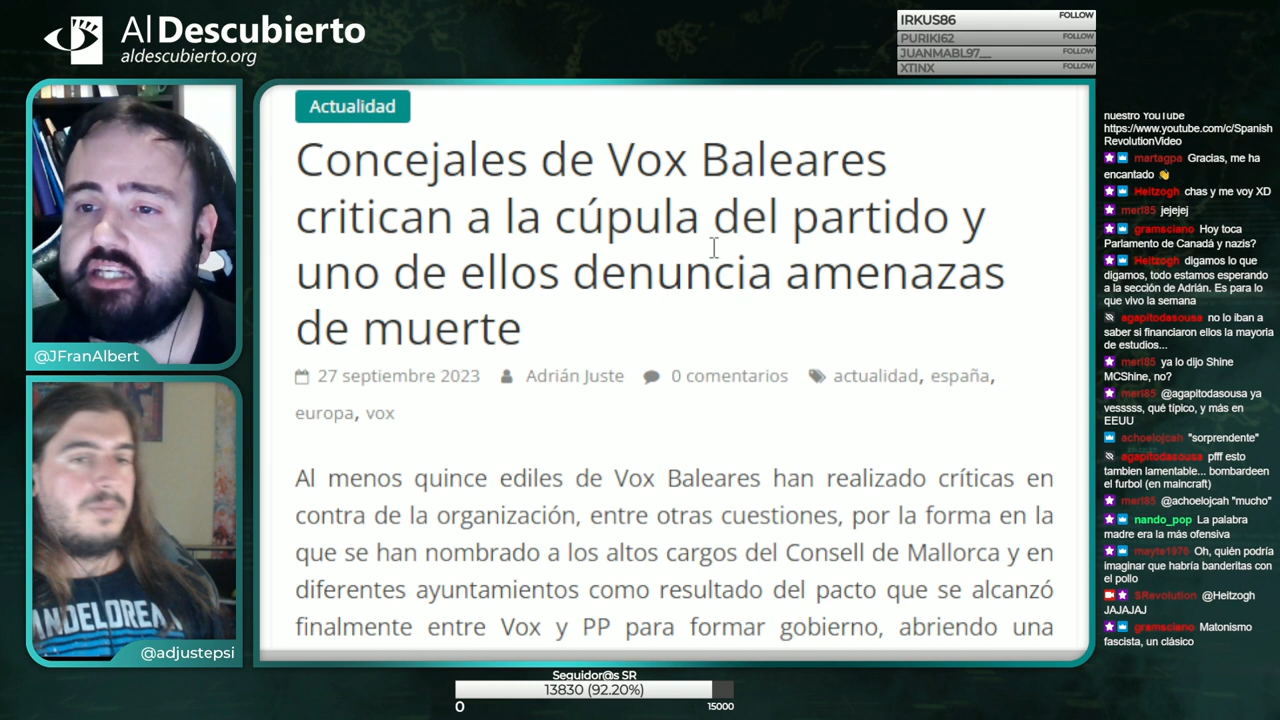 Al Descubierto
aldescubierto.org
IRKUS86 FOLLOW
PURIKI62 FOLLOW
JUANMABL97__ FOLLOW
XTINX FOLLOW
@JFranAlbert
ANDELOREAN
@adjustepsi
Actualidad
Concejales de Vox Baleares
critican a la cúpula del partido y
uno de ellos denuncia amenazas
de muerte
27 septiembre 2023 Adrián Juste 0 comentarios actualidad, españa,
europa, vox
Al menos quince ediles de Vox Baleares han realizado críticas en
contra de la organización, entre otras cuestiones, por la forma en la
que se han nombrado a los altos cargos del Consell de Mallorca y en
diferentes ayuntamientos como resultado del pacto que se alcanzó
finalmente entre Vox y PP para formar gobierno, abriendo una
nuestro YouTube
https://www.youtube.com/c/Spanish
RevolutionVideo
martagpa Gracias, me ha
encantado 👏
Heitzogh chas y me voy XD
meri85 jejejej
gramsciano Hoy toca
Parlamento de Canadá y nazis?
Heitzogh digamos lo que
digamos, todo estamos esperando
a la sección de Adrián. Es para lo
que vivo la semana
agapitodasousa no lo iban a
saber si financiaron ellos la mayoria
de estudios...
meri85 ya lo dijo Shine
MCShine, no?
meri85 @agapitodasousa ya
vesssss, qué típico, y más en
EEUU
achoelojcah "sorprendente"
agapitodasousa pfff esto
tambien lamentable... bombardeen
el furbol (en maincraft)
meri85 @achoelojcah "mucho"
nando_pop La palabra
madre era la más ofensiva
mayte1976 Oh, quién podría
imaginar que habría banderitas con
el pollo
SRevolution @Heitzogh
JAJAJAJ
gramsciano Matonismo
fascista, un clásico
Seguidor@s SR
13830 (92.20%)
0 15000